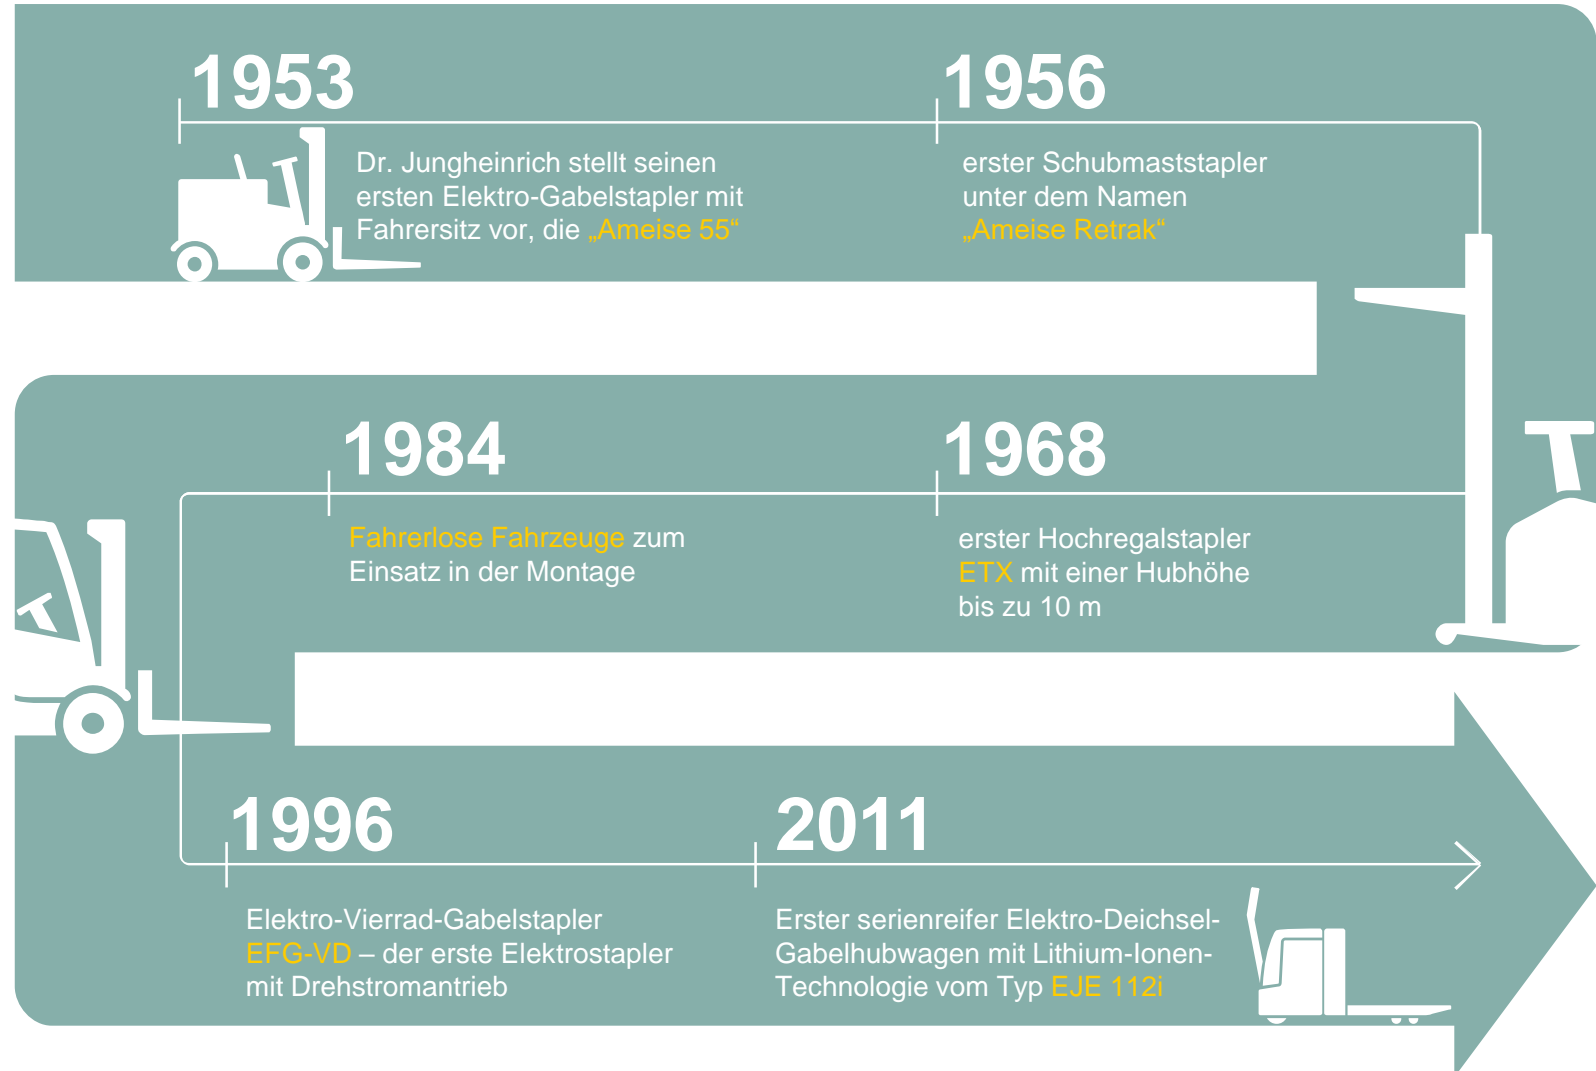 1953
Dr. Jungheinrich stellt seinen
ersten Elektro-Gabelstapler mit
Fahrersitz vor, die „Ameise 55“
1956
erster Schubmaststapler
unter dem Namen
„Ameise Retrak“
1968
erster Hochregalstapler
ETX mit einer Hubhöhe
bis zu 10 m
1984
Fahrerlose Fahrzeuge zum
Einsatz in der Montage
1996
Elektro-Vierrad-Gabelstapler
EFG-VD – der erste Elektrostapler
mit Drehstromantrieb
2011
Erster serienreifer Elektro-Deichsel-
Gabelhubwagen mit Lithium-Ionen-
Technologie vom Typ EJE 112i